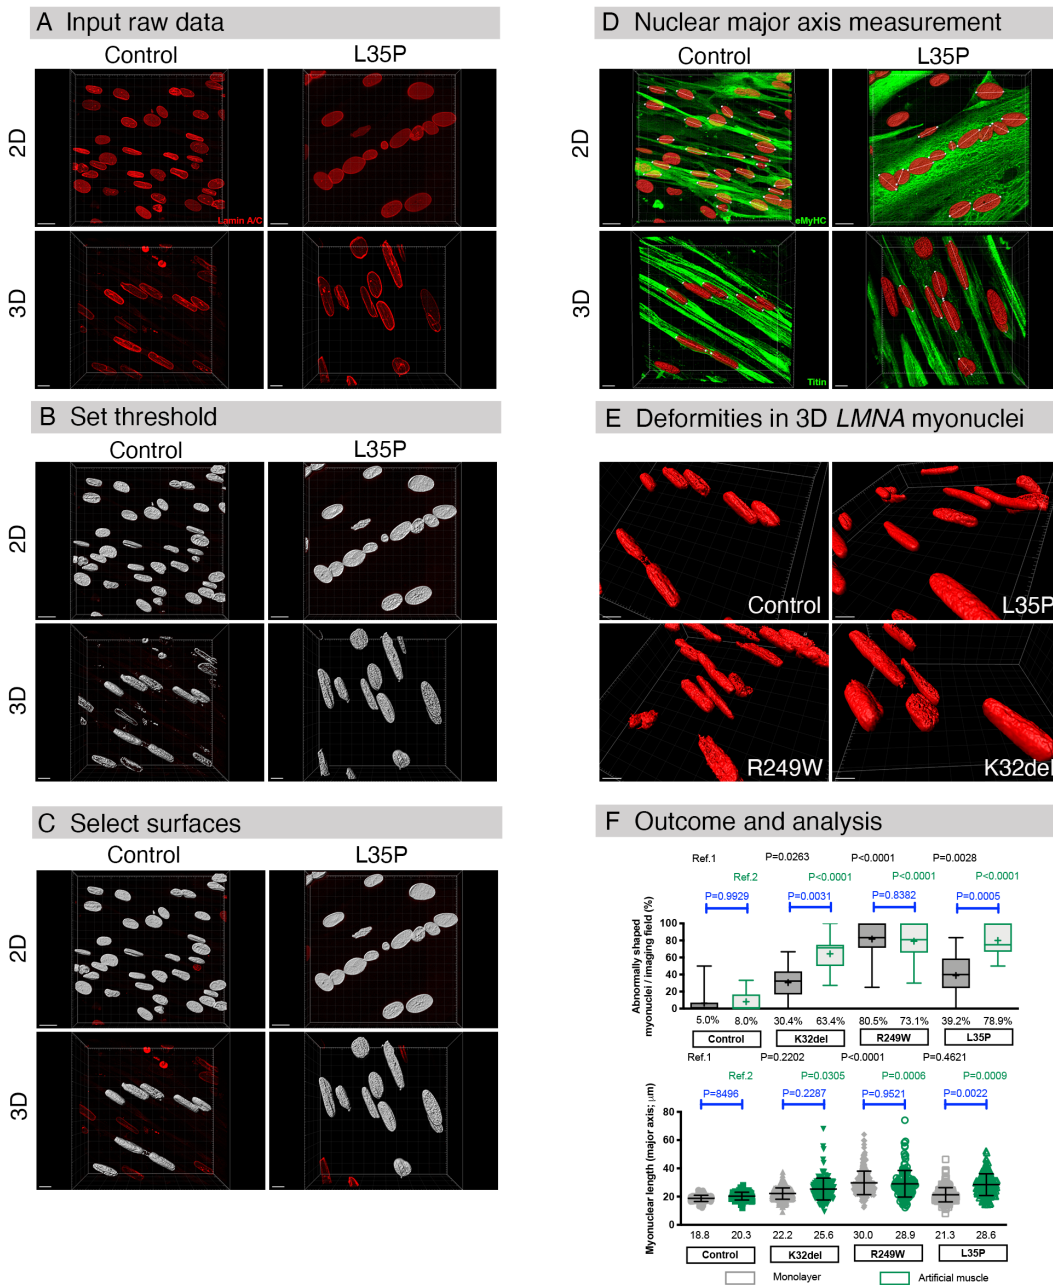 A Input raw data
Control L35P
2D
Lamin A/C
3D
B Set threshold
Control L35P
2D
3D
C Select surfaces
Control L35P
2D
3D
D Nuclear major axis measurement
Control L35P
2D
eMyHC
3D
Titin
E Deformities in 3D LMNA myonuclei
Control
L35P
R249W
K32del
F Outcome and analysis
Ref.1 P=0.0263 P<0.0001 P=0.0028
Ref.2 P<0.0001 P<0.0001 P<0.0001
P=0.9929 P=0.0031 P=0.8382 P=0.0005
Abnormally shaped
myonuclei / imaging field (%)
100
80
60
40
20
0
5.0% 8.0% 30.4% 63.4% 80.5% 73.1% 39.2% 78.9%
Control K32del R249W L35P
Ref.1 P=0.2202 P<0.0001 P=0.4621
Ref.2 P=0.0305 P=0.0006 P=0.0009
P=8496 P=0.2287 P=0.9521 P=0.0022
Myonuclear length (major axis; μm)
80
60
40
20
0
18.8 20.3 22.2 25.6 30.0 28.9 21.3 28.6
Control K32del R249W L35P
Monolayer Artificial muscle